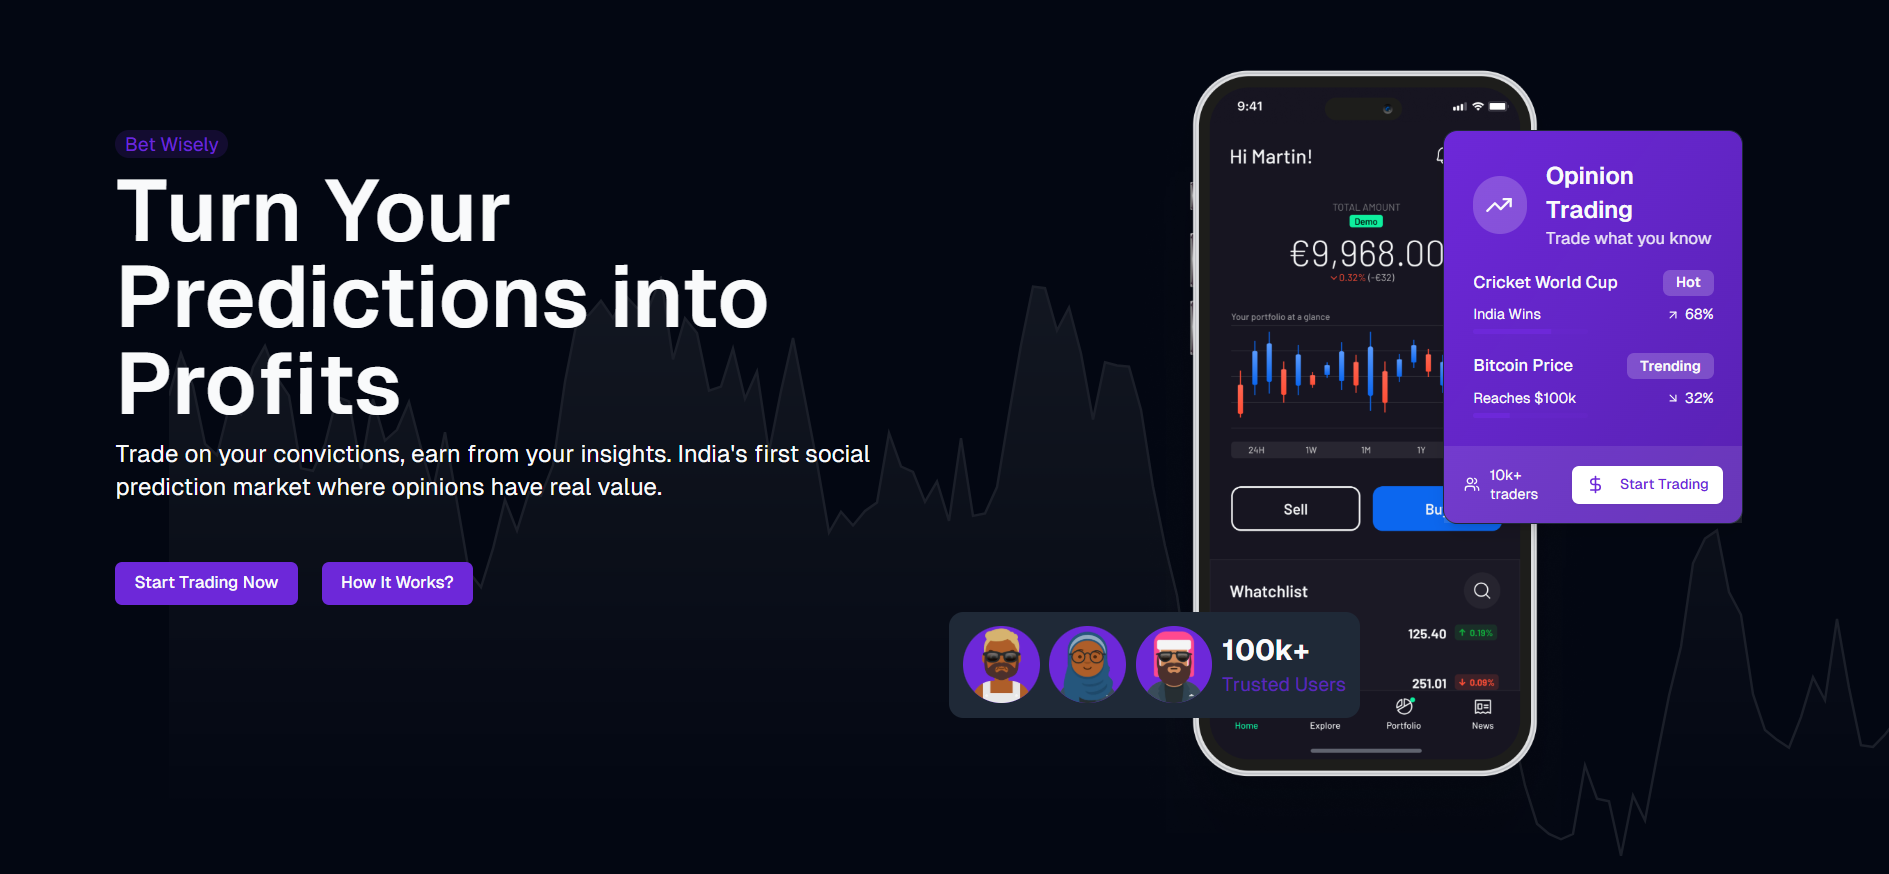 Bet Wisely
Turn Your
Predictions into
Profits
Trade on your convictions, earn from your insights. India's first social
prediction market where opinions have real value.
Start Trading Now
How It Works?
9:41
Hi Martin!
TOTAL AMOUNT
Demo
€9,968.00
0.32% (-€32)
Your portfolio at a glance
24H 1W 1M 1Y
Sell
Bu
Whatchlist
125.40 0.19%
251.01 0.09%
Home Explore Portfolio News
Opinion
Trading
Trade what you know
Cricket World Cup Hot
India Wins 68%
Bitcoin Price Trending
Reaches $100k 32%
10k+
traders
$ Start Trading
100k+
Trusted Users